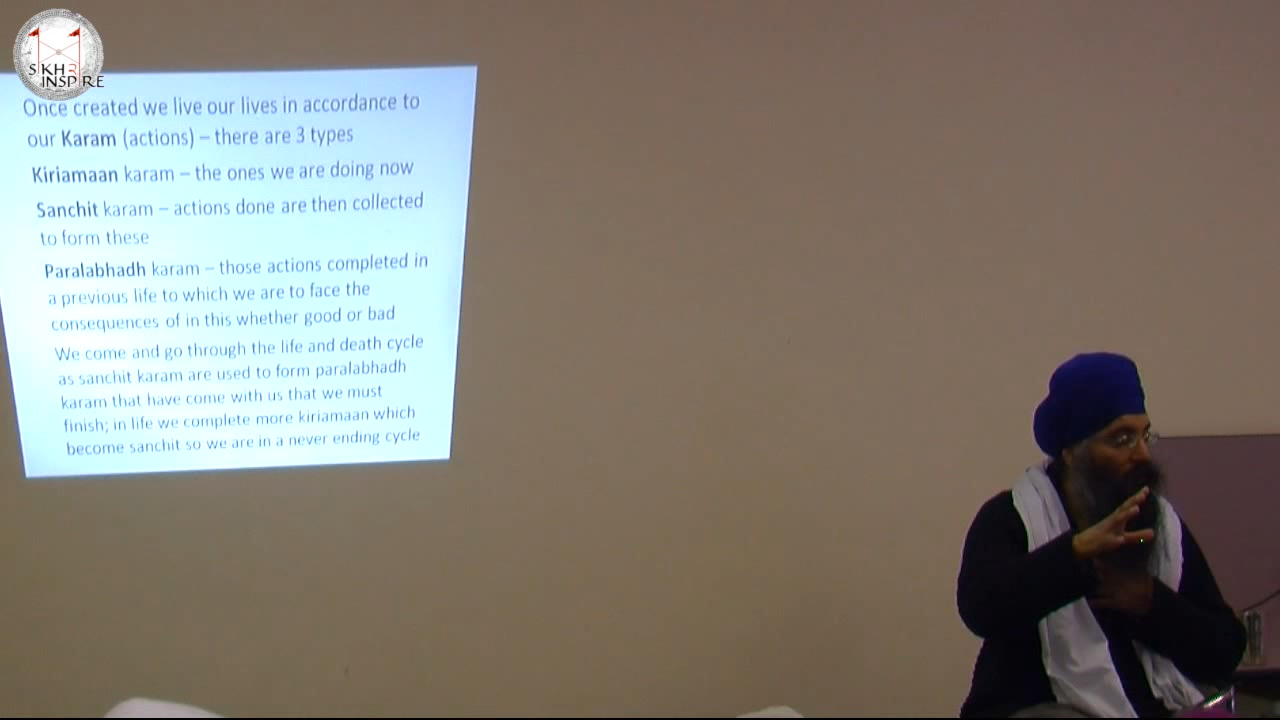 SIKH2
INSPIRE
Once created we live our lives in accordance to
our Karam (actions) – there are 3 types
Kiriamaan karam – the ones we are doing now
Sanchit karam – actions done are then collected
to form these
Paralabhadh karam – those actions completed in
a previous life to which we are to face the
consequences of in this whether good or bad
We come and go through the life and death cycle
as sanchit karam are used to form paralabhadh
karam that have come with us that we must
finish; in life we complete more kiriamaan which
become sanchit so we are in a never ending cycle